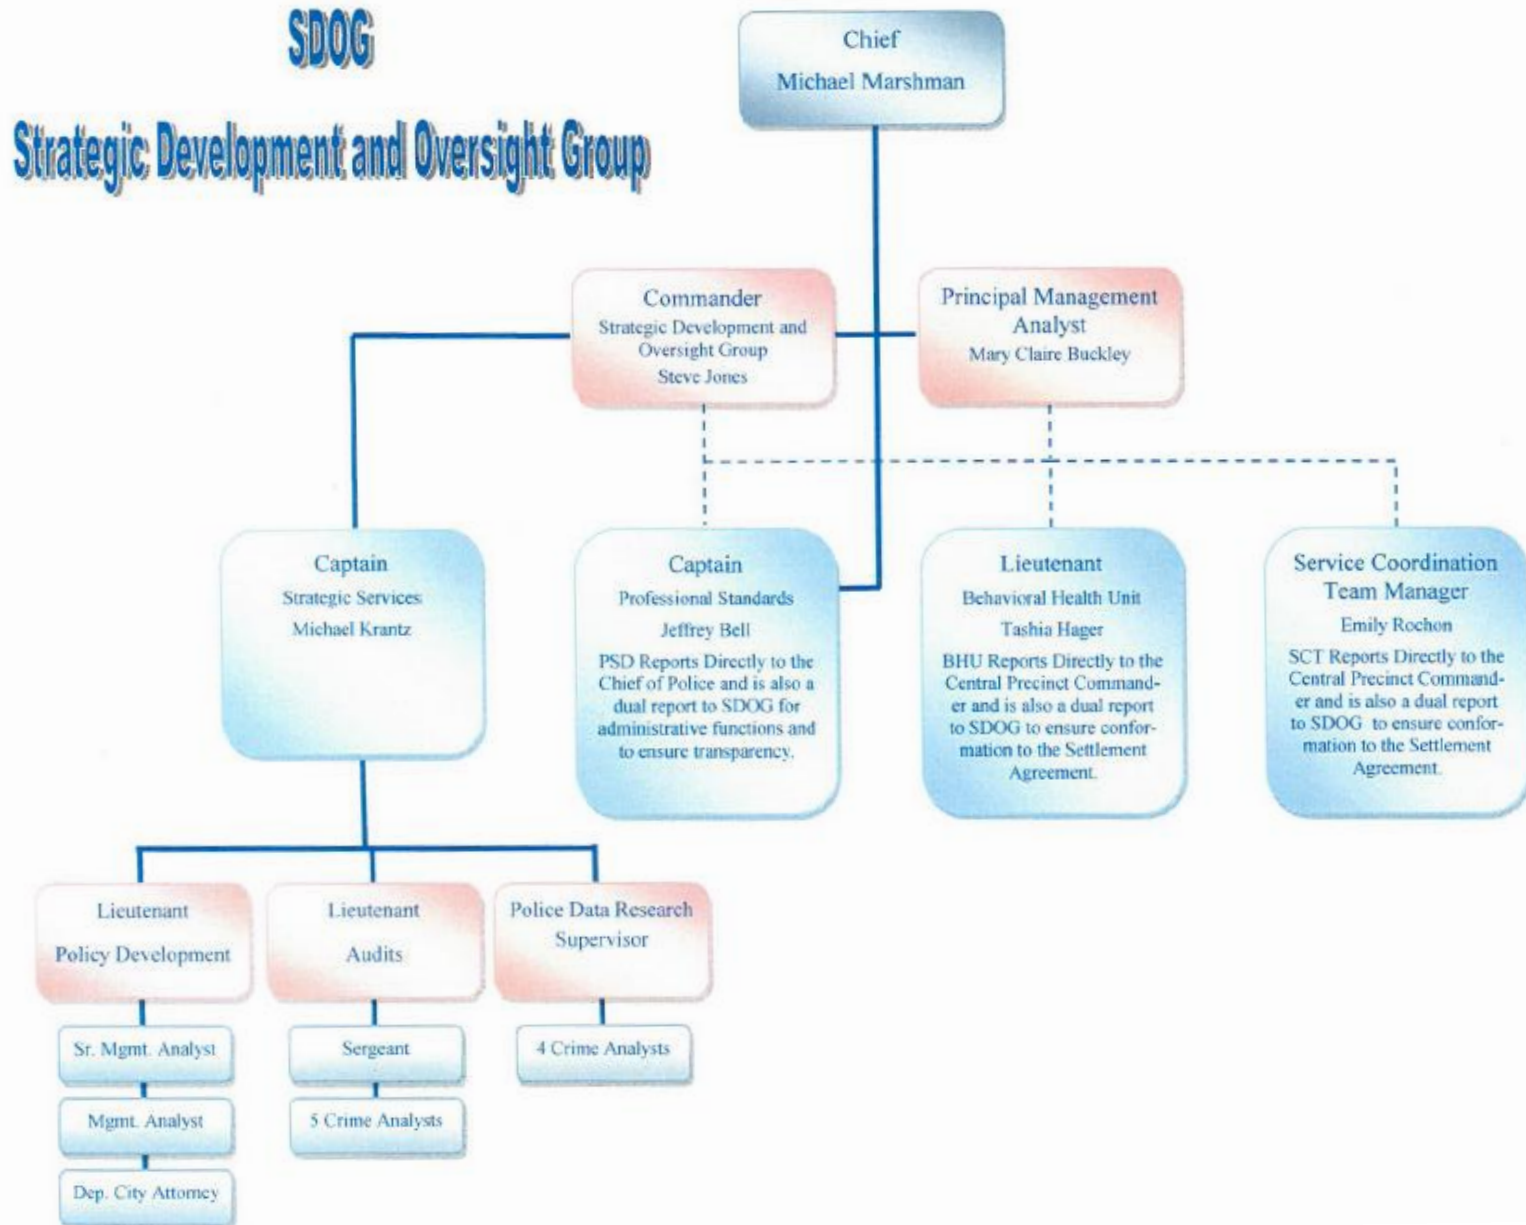 SDOG
Strategic Development and Oversight Group
Chief
Michael Marshman
Commander
Strategic Development and
Oversight Group
Steve Jones
Principal Management
Analyst
Mary Claire Buckley
Captain
Strategic Services
Michael Krantz
Captain
Professional Standards
Jeffrey Bell
PSD Reports Directly to the
Chief of Police and is also a
dual report to SDOG for
administrative functions and
to ensure transparency.
Lieutenant
Behavioral Health Unit
Tashia Hager
BHU Reports Directly to the
Central Precinct Command-
er and is also a dual report
to SDOG to ensure confor-
mation to the Settlement
Agreement.
Service Coordination
Team Manager
Emily Rochon
SCT Reports Directly to the
Central Precinct Command-
er and is also a dual report
to SDOG to ensure confor-
mation to the Settlement
Agreement.
Lieutenant
Policy Development
Lieutenant
Audits
Police Data Research
Supervisor
Sr. Mgmt. Analyst
Sergeant
4 Crime Analysts
Mgmt. Analyst
5 Crime Analysts
Dep. City Attorney